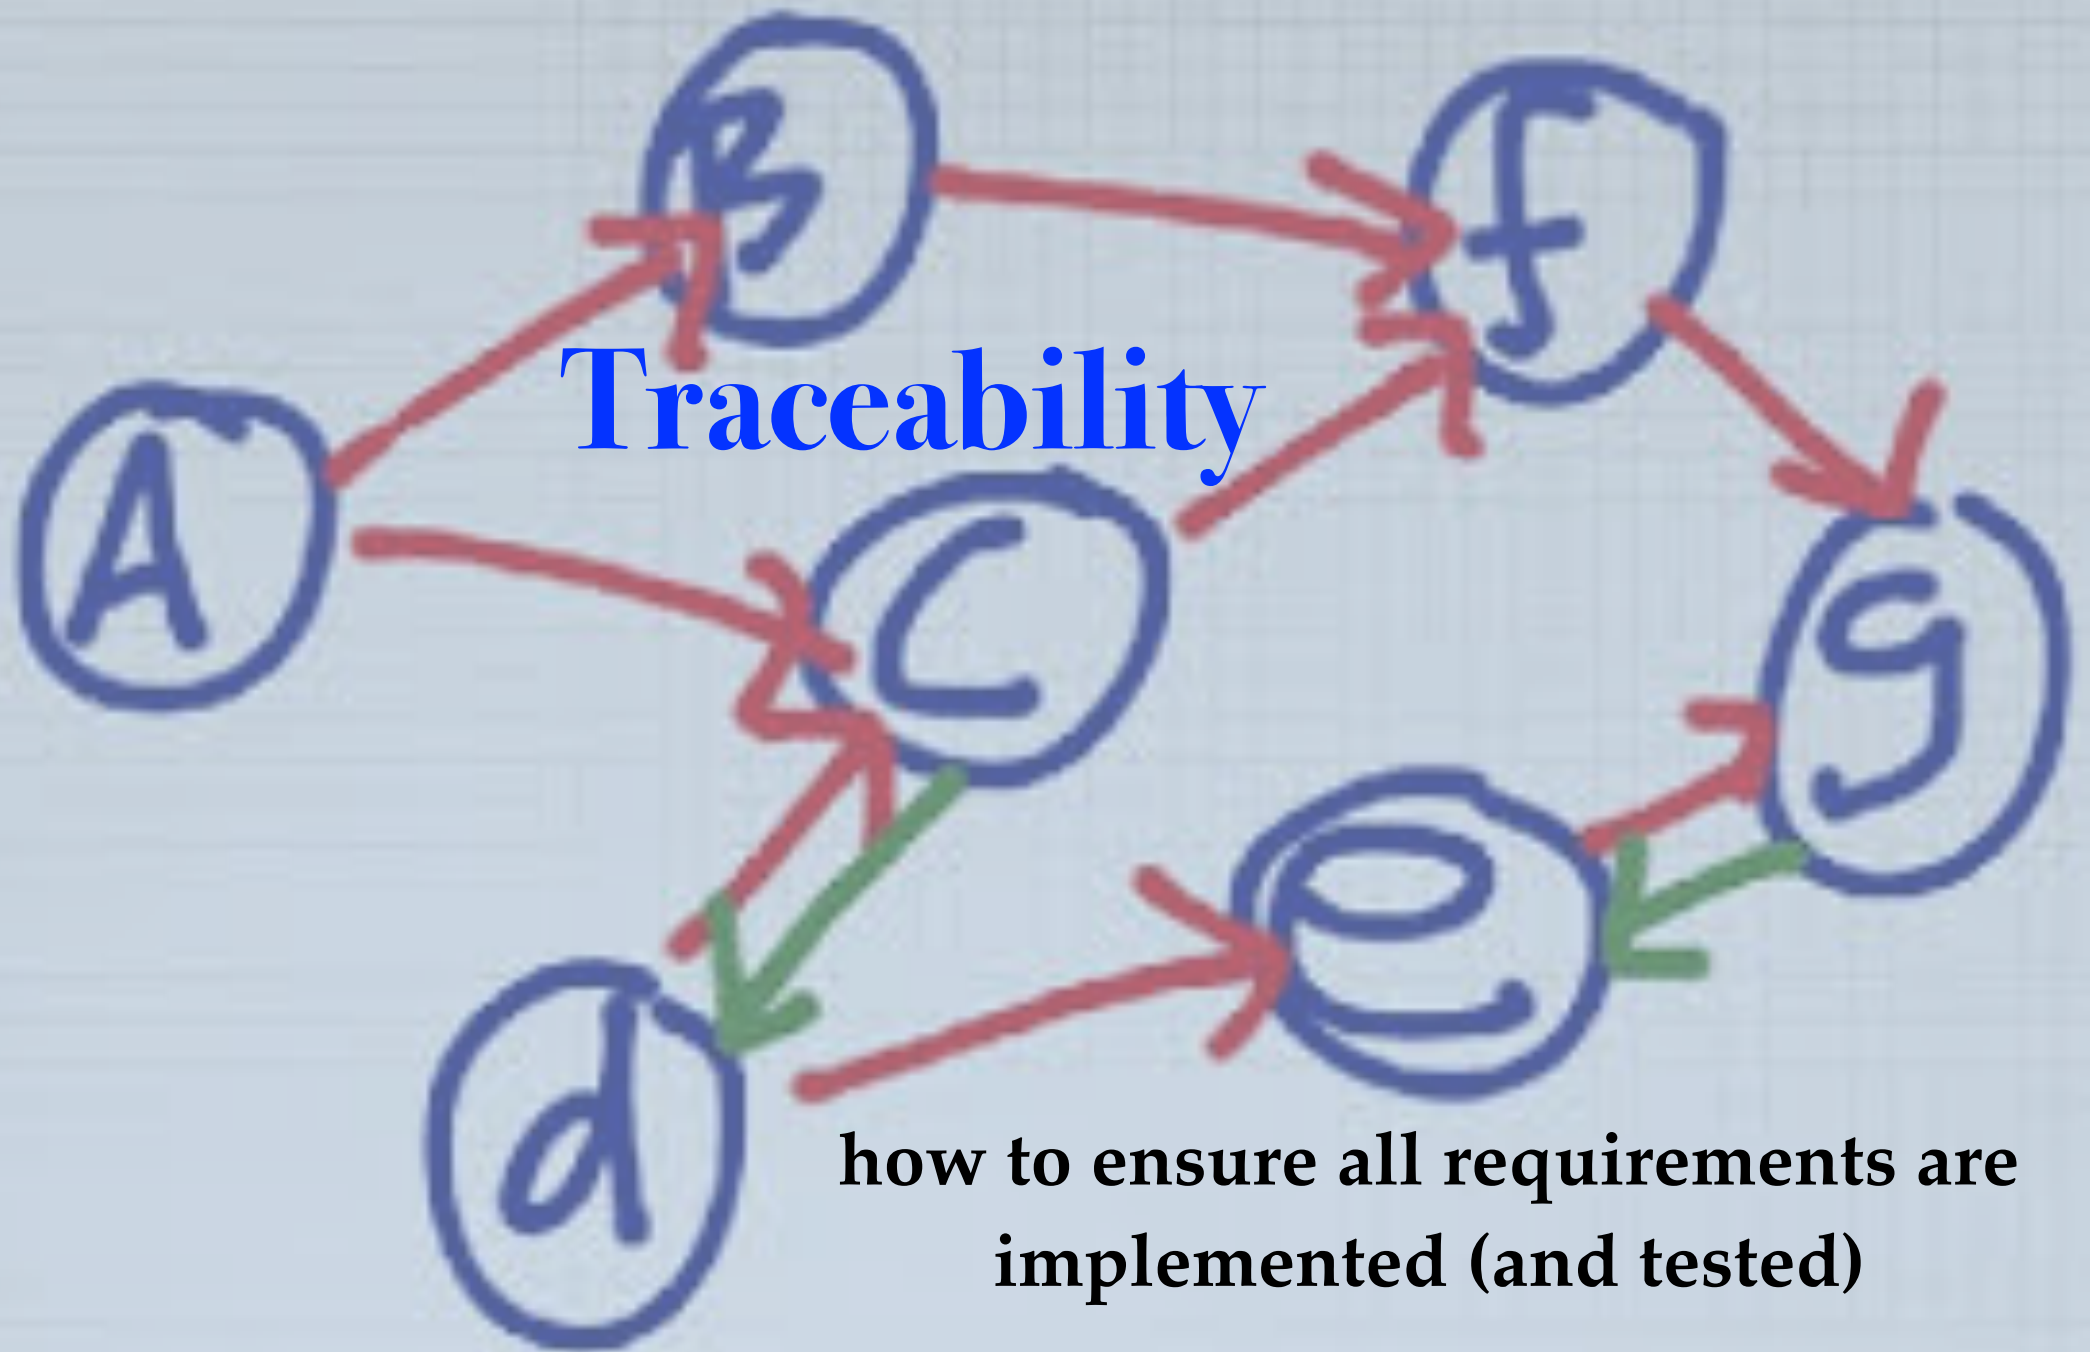 B
f
Traceability
A
C
g
e
d
how to ensure all requirements are
implemented (and tested)